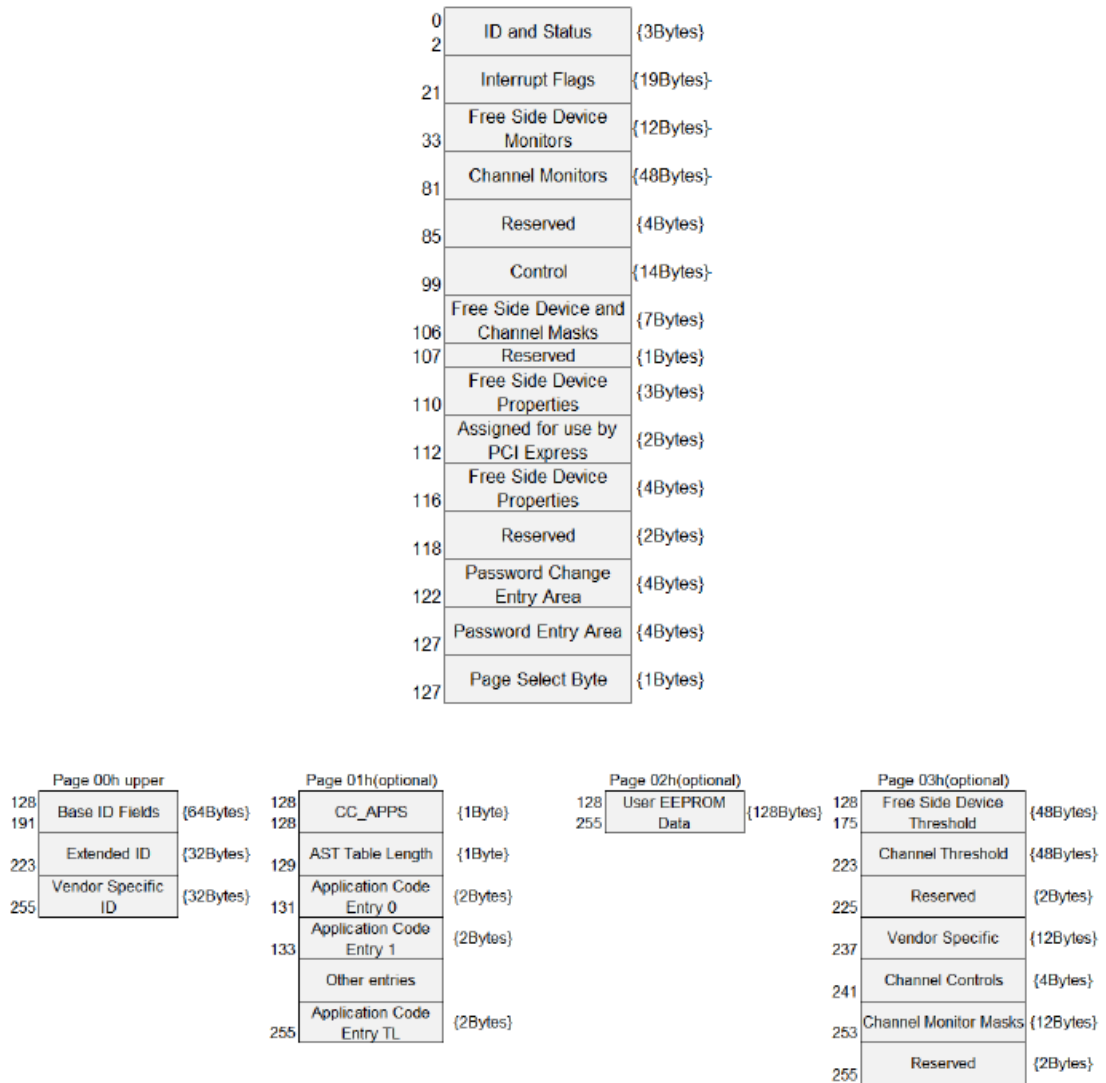 0
ID and Status {3Bytes}
2
Interrupt Flags {19Bytes}-
21
Free Side Device
Monitors {12Bytes}-
33
Channel Monitors {48Bytes}-
81
Reserved {4Bytes}
85
Control {14Bytes}-
99
Free Side Device and
Channel Masks {7Bytes}
106
107 Reserved {1Bytes}
Free Side Device
Properties {3Bytes}
110
Assigned for use by
PCI Express {2Bytes}
112
Free Side Device
Properties {4Bytes}
116
Reserved {2Bytes}
118
Password Change
Entry Area {4Bytes}
122
Password Entry Area {4Bytes}
127
Page Select Byte {1Bytes}
127
Page 00h upper
128
Base ID Fields {64Bytes}
191
Extended ID {32Bytes}
223
Vendor Specific
ID {32Bytes}
255
Page 01h(optional)
128
CC_APPS {1Byte}
128
AST Table Length {1Byte}
129
Application Code
Entry 0 {2Bytes}
131
Application Code
Entry 1 {2Bytes}
133
Other entries
Application Code
Entry TL {2Bytes}
255
Page 02h(optional)
128
User EEPROM
Data {128Bytes}
255
Page 03h(optional)
128
Free Side Device
Threshold {48Bytes}
175
Channel Threshold {48Bytes}
223
Reserved {2Bytes}
225
Vendor Specific {12Bytes}
237
Channel Controls {4Bytes}
241
Channel Monitor Masks {12Bytes}
253
Reserved {2Bytes}
255